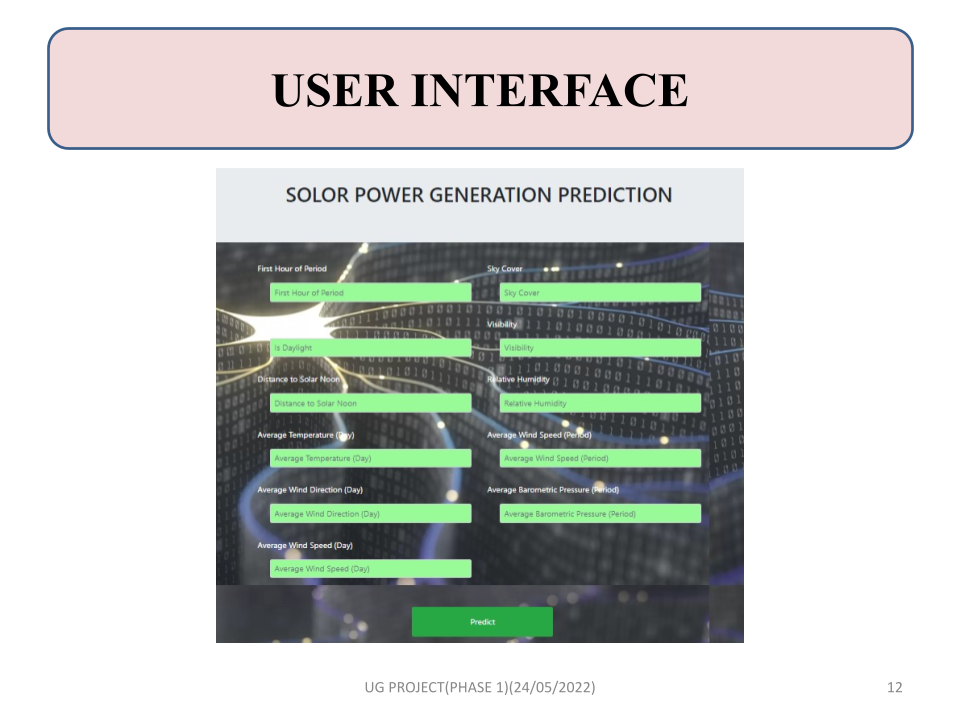 USER INTERFACE
SOLOR POWER GENERATION PREDICTION
First Hour of Period
First Hour of Period
Is Daylight
Distance to Solar Noon
Distance to Solar Noon
Average Temperature (Day)
Average Temperature (Day)
Average Wind Direction (Day)
Average Wind Direction (Day)
Average Wind Speed (Day)
Average Wind Speed (Day)
Sky Cover
Sky Cover
Visibility
Visibility
Relative Humidity
Relative Humidity
Average Wind Speed (Period)
Average Wind Speed (Period)
Average Barometric Pressure (Period)
Average Barometric Pressure (Period)
Predict
UG PROJECT(PHASE 1)(24/05/2022)
12